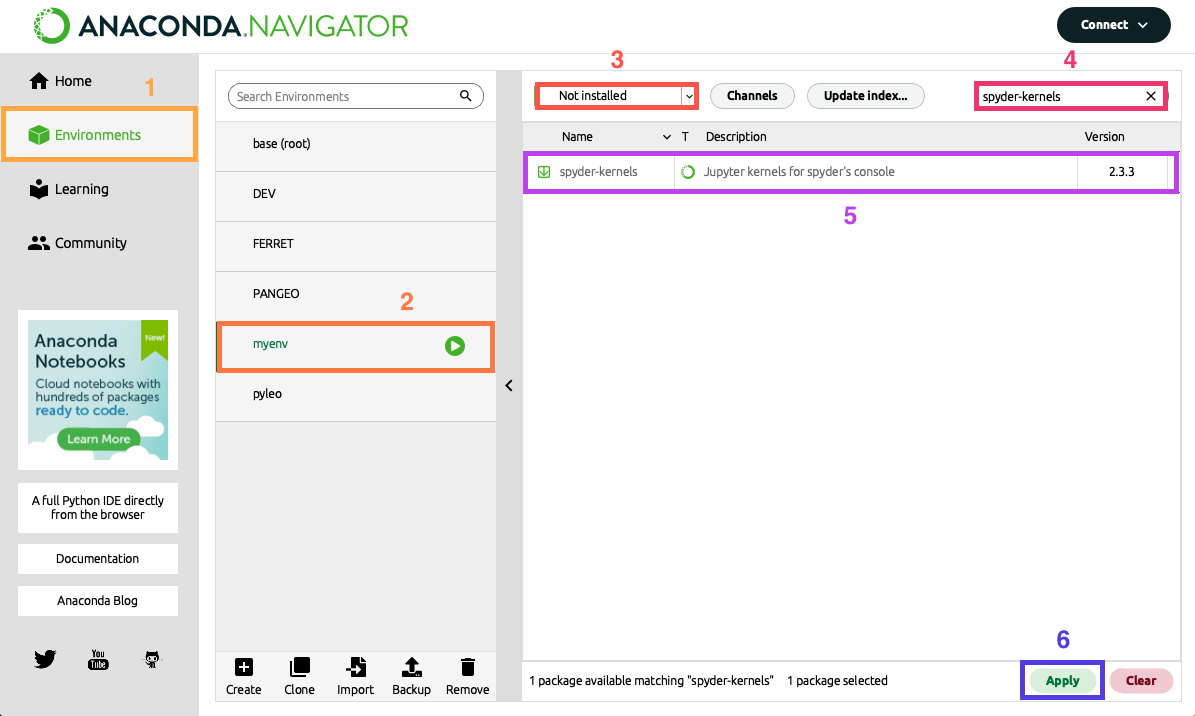 ANACONDA.NAVIGATOR
Connect
Home
1
Environments
Learning
Community
Anaconda
Notebooks
New!
Cloud notebooks with
hundreds of packages
ready to code.
Learn More
A full Python IDE directly
from the browser
Documentation
Anaconda Blog
You
Tube
Search Environments
base (root)
DEV
FERRET
PANGEO
2
myenv
pyleo
Create
Clone
Import
Backup
Remove
3
Not installed
Channels
Update index...
4
spyder-kernels
Name
T
Description
Version
spyder-kernels
Jupyter kernels for spyder's console
2.3.3
5
1 package available matching "spyder-kernels"
1 package selected
6
Apply
Clear